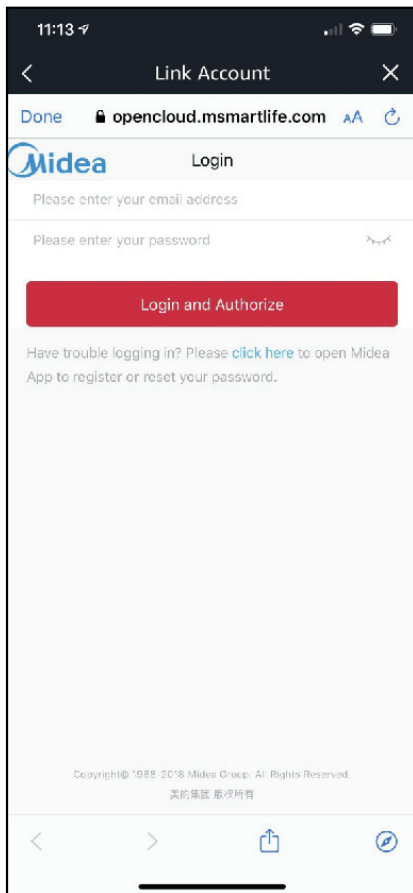 11:13
Link Account
Done opencloud.msmartlife.com AA
Midea Login
Please enter your email address
Please enter your password
Login and Authorize
Have trouble logging in? Please click here to open Midea
App to register or reset your password.
Copyright© 1968-2018 Midea Group. All Rights Reserved.
美的集团 版权所有